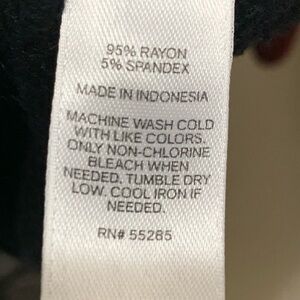 95% RAYON
5% SPANDEX
MADE IN INDONESIA
MACHINE WASH COLD
WITH LIKE COLORS.
ONLY NON-CHLORINE
BLEACH WHEN
NEEDED. TUMBLE DRY
LOW. COOL IRON IF
NEEDED.
RN# 55285